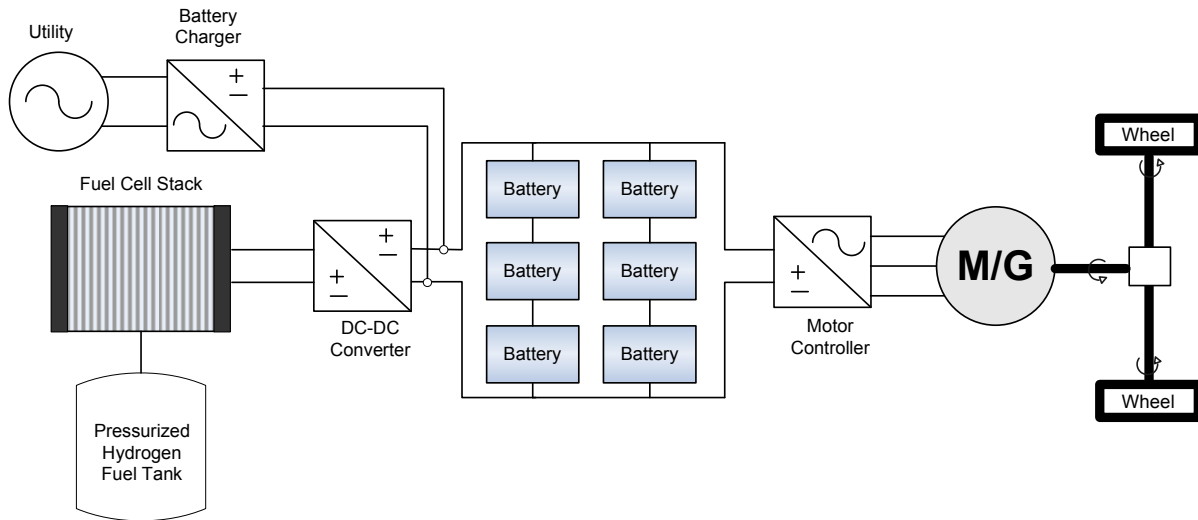 Utility
Battery
Charger
Fuel Cell Stack
DC-DC
Converter
Pressurized
Hydrogen
Fuel Tank
Battery
Battery
Battery
Battery
Battery
Battery
Motor
Controller
M/G
Wheel
Wheel